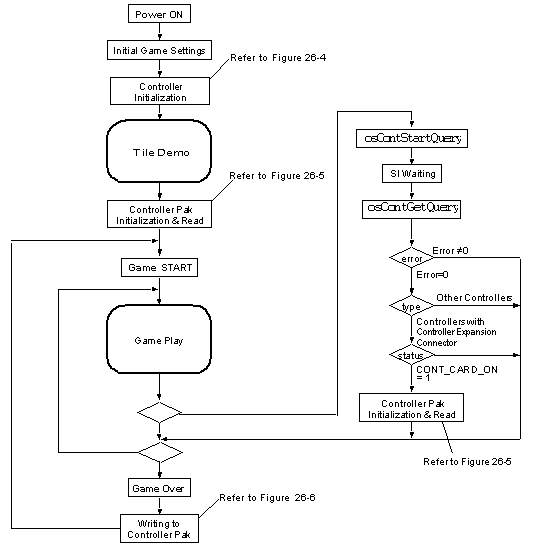 Power ON
Initial Game Settings
Refer to Figure 26-4
Controller
Initialization
Tile Demo
Refer to Figure 26-5
Controller Pak
Initialization & Read
Game START
Game Play
Game Over
Refer to Figure 26-6
Writing to
Controller Pak
osContStartQuery
SI Waiting
osContGetQuery
error
Error ≠0
Error=0
type
Other Controllers
Controllers with
Controller Expansion
Connector
status
CONT_CARD_ON
= 1
Controller Pak
Initialization & Read
Refer to Figure 26-5